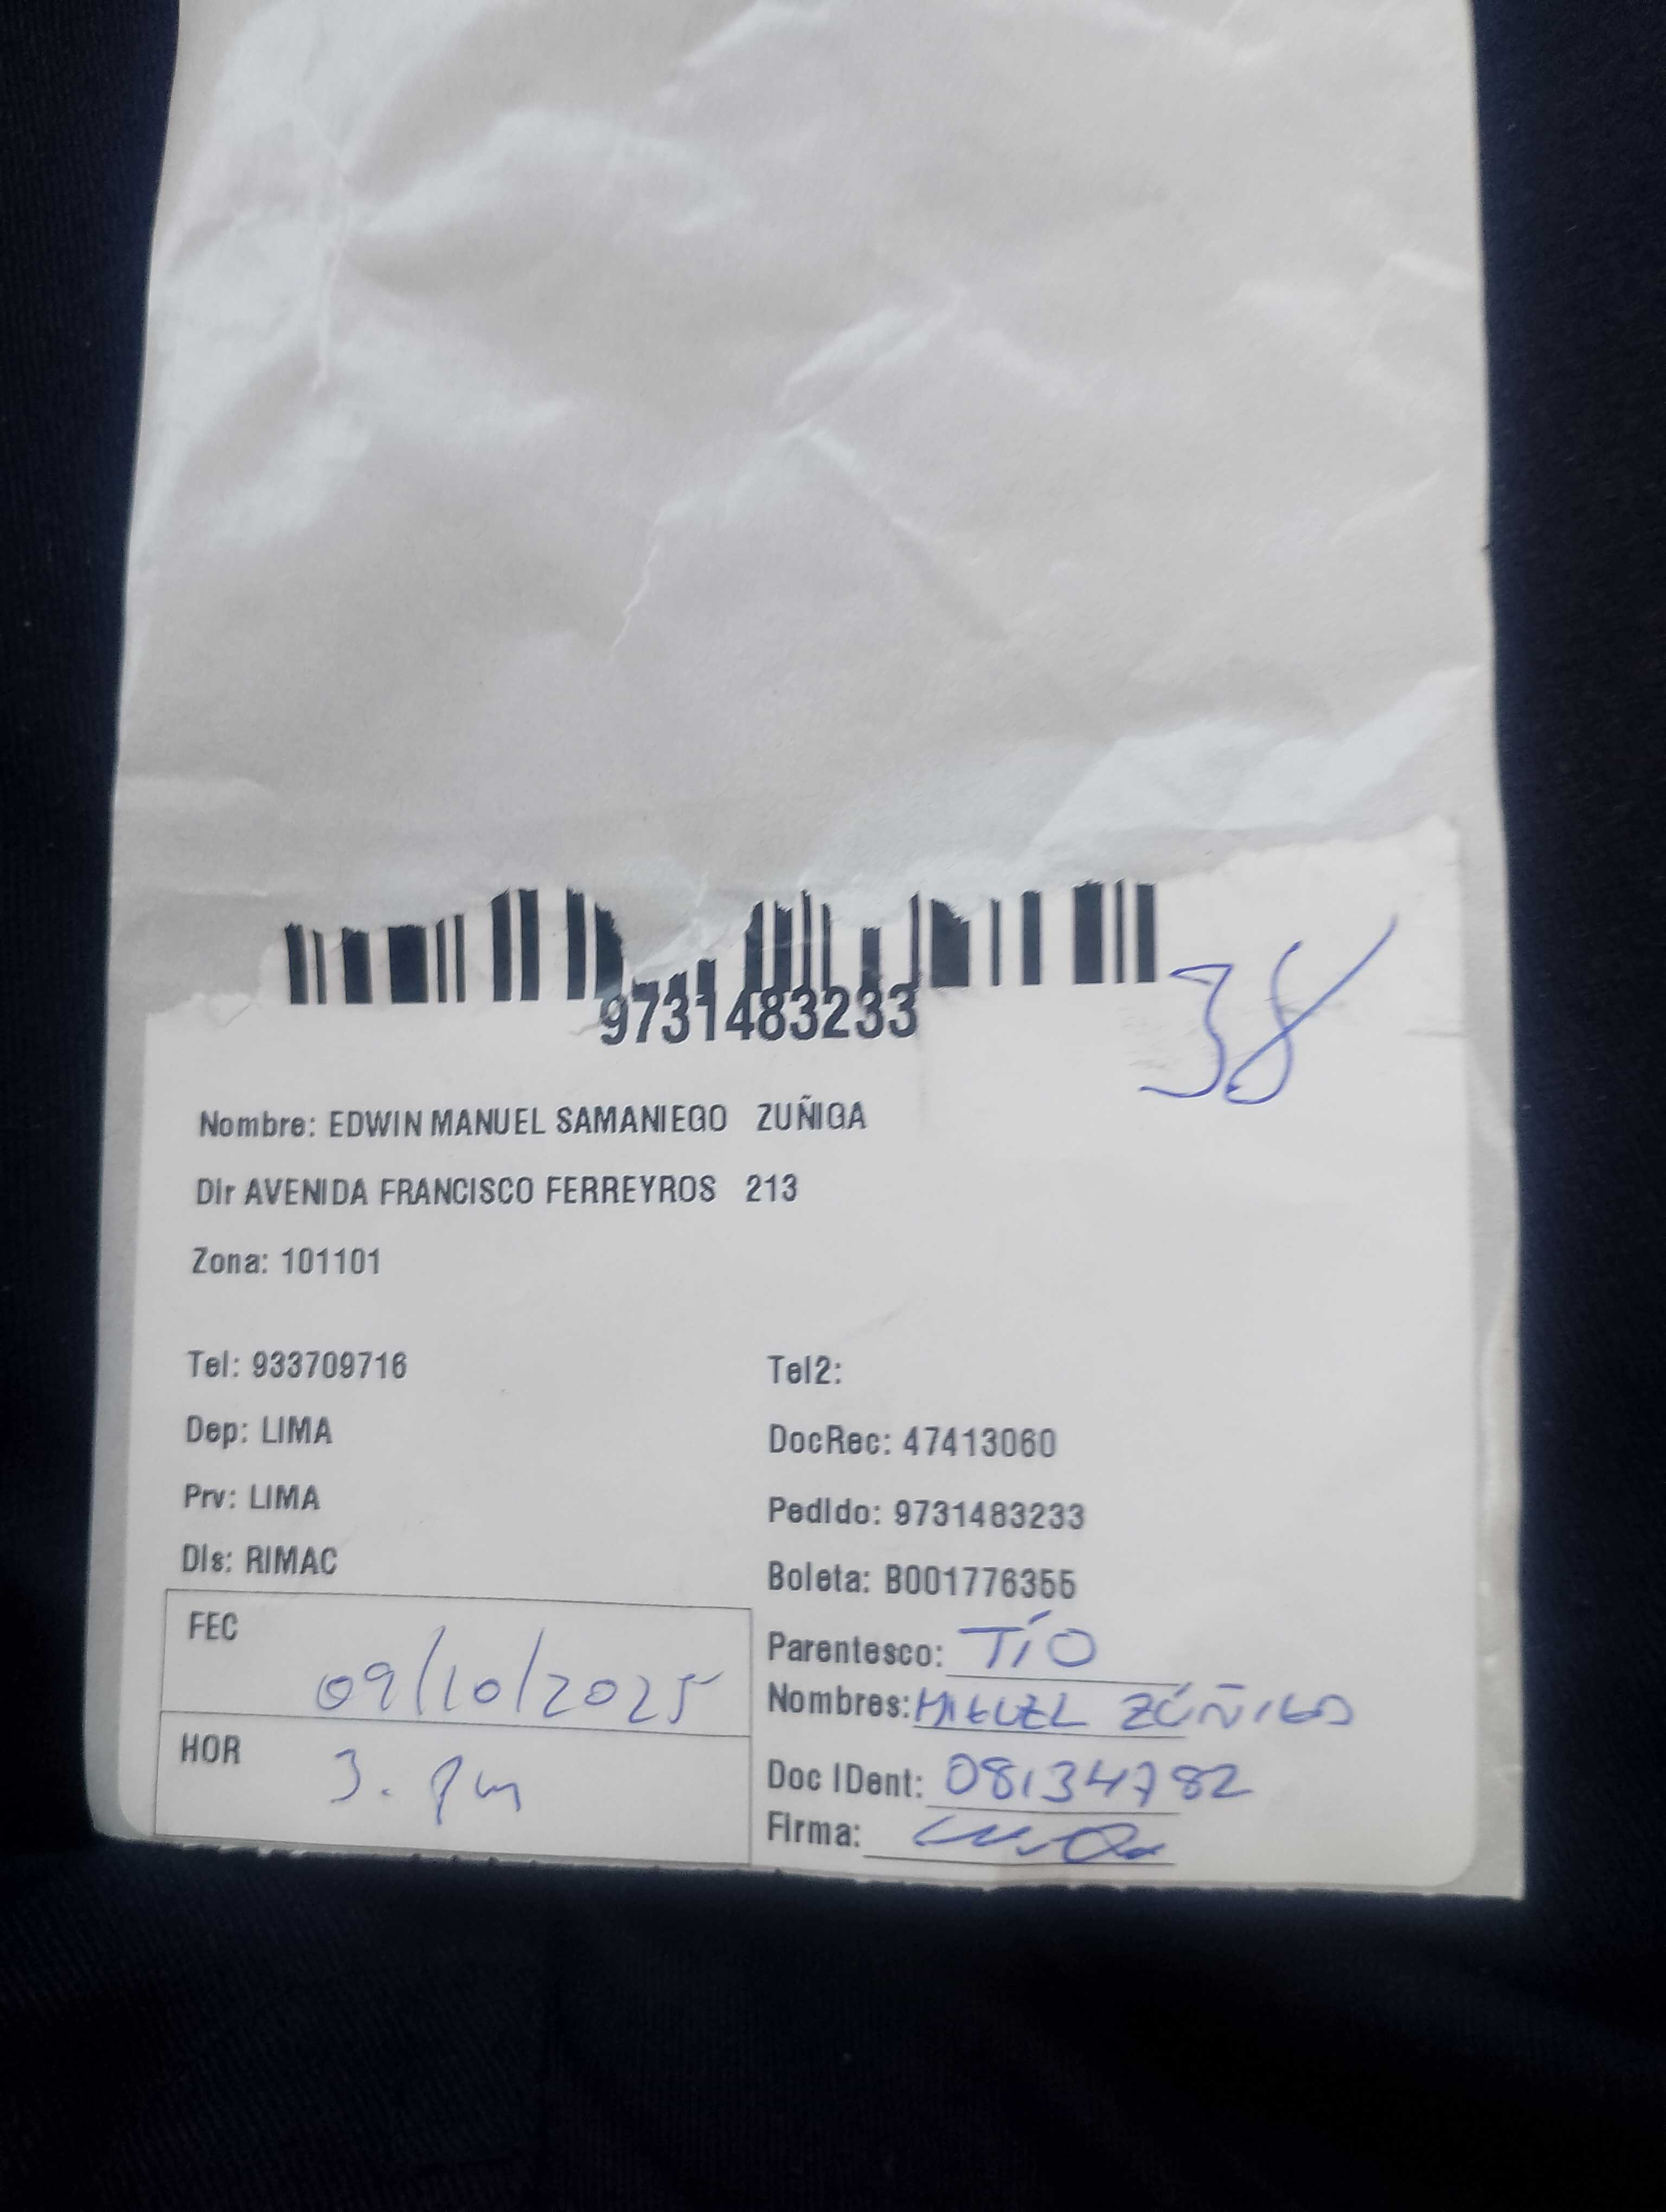 9731483233
38
Nombre: EDWIN MANUEL SAMANIEGO ZUÑIGA
Dir AVENIDA FRANCISCO FERREYROS 213
Zona: 101101
Tel: 933709716 Tel2:
Dep: LIMA DocRec: 47413060
Prv: LIMA Pedido: 9731483233
Dis: RIMAC Boleta: B001776355
FEC 09/10/2025
Parentesco: TÍO
Nombres: MIGUEL ZÚÑIGA
HOR 3. pm
Doc IDent: 08134782
Firma: